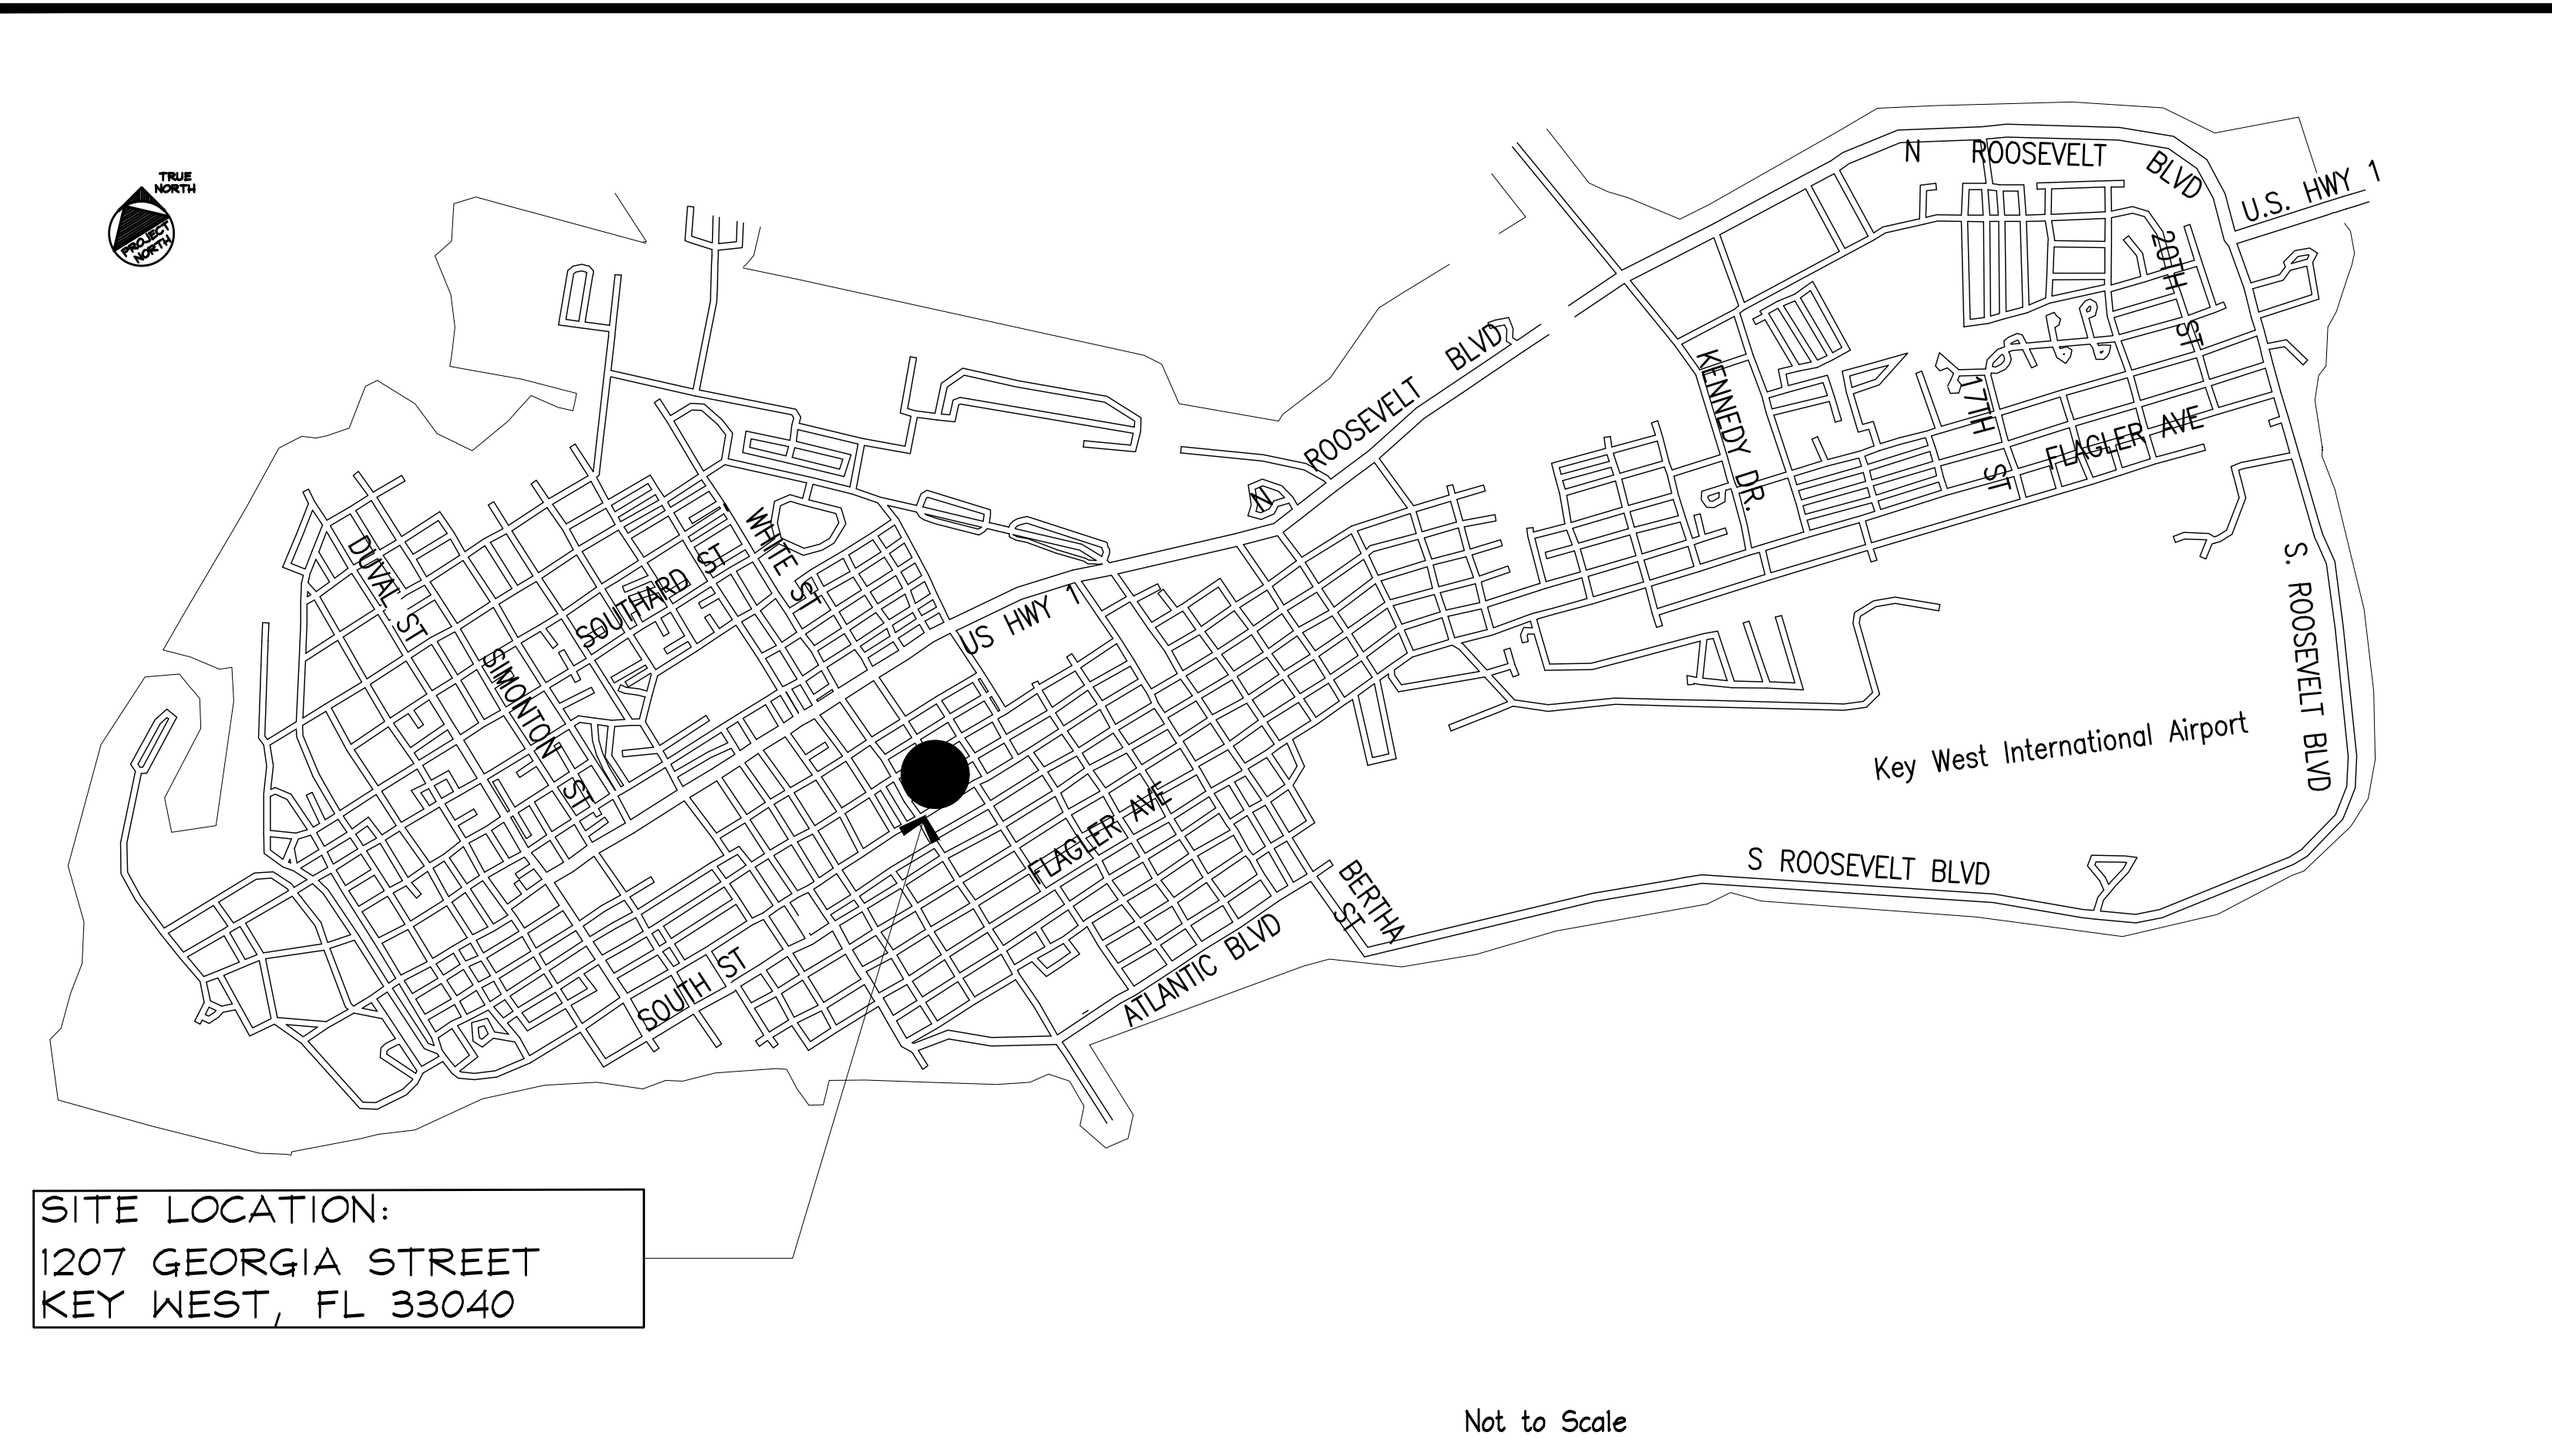 TRUE
NORTH
PROJECT
NORTH
N ROOSEVELT BLVD
U.S. HWY 1
20TH ST
N ROOSEVELT BLVD
KENNEDY DR.
17TH ST
FLAGLER AVE
WHITE ST
DUVAL ST
SOUTHARD ST
US HWY 1
SIMONTON ST
S. ROOSEVELT BLVD
Key West International Airport
FLAGLER AVE
S ROOSEVELT BLVD
BERTHA ST
SOUTH ST
ATLANTIC BLVD
SITE LOCATION:
1207 GEORGIA STREET
KEY WEST, FL 33040
Not to Scale